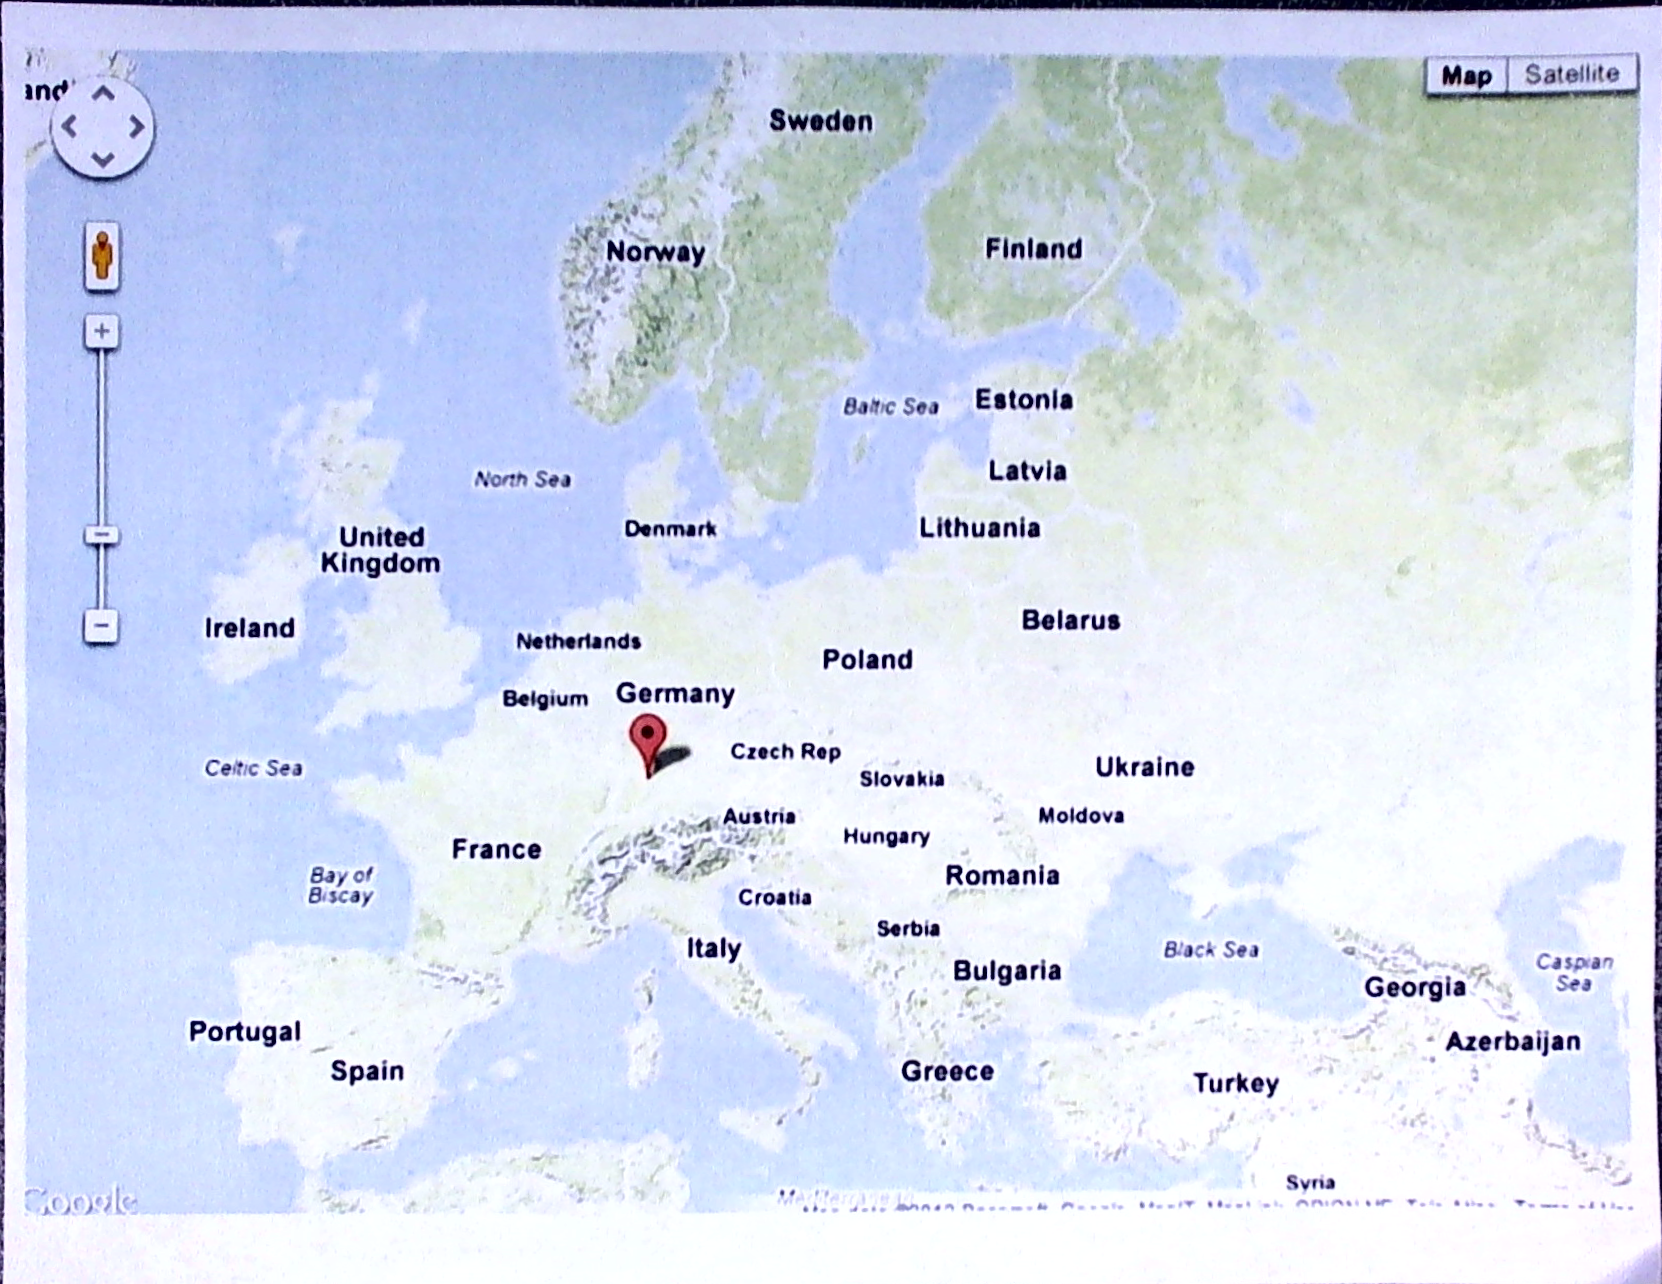 Map
Satellite
Sweden
Norway
Finland
Baltic Sea
Estonia
North Sea
Latvia
Denmark
Lithuania
United
Kingdom
Ireland
Netherlands
Belarus
Poland
Belgium
Germany
Czech Rep
Celtic Sea
Slovakia
Ukraine
Austria
Moldova
Hungary
France
Bay of
Biscay
Romania
Croatia
Serbia
Italy
Black Sea
Bulgaria
Caspian
Sea
Georgia
Portugal
Azerbaijan
Spain
Greece
Turkey
Syria
Google